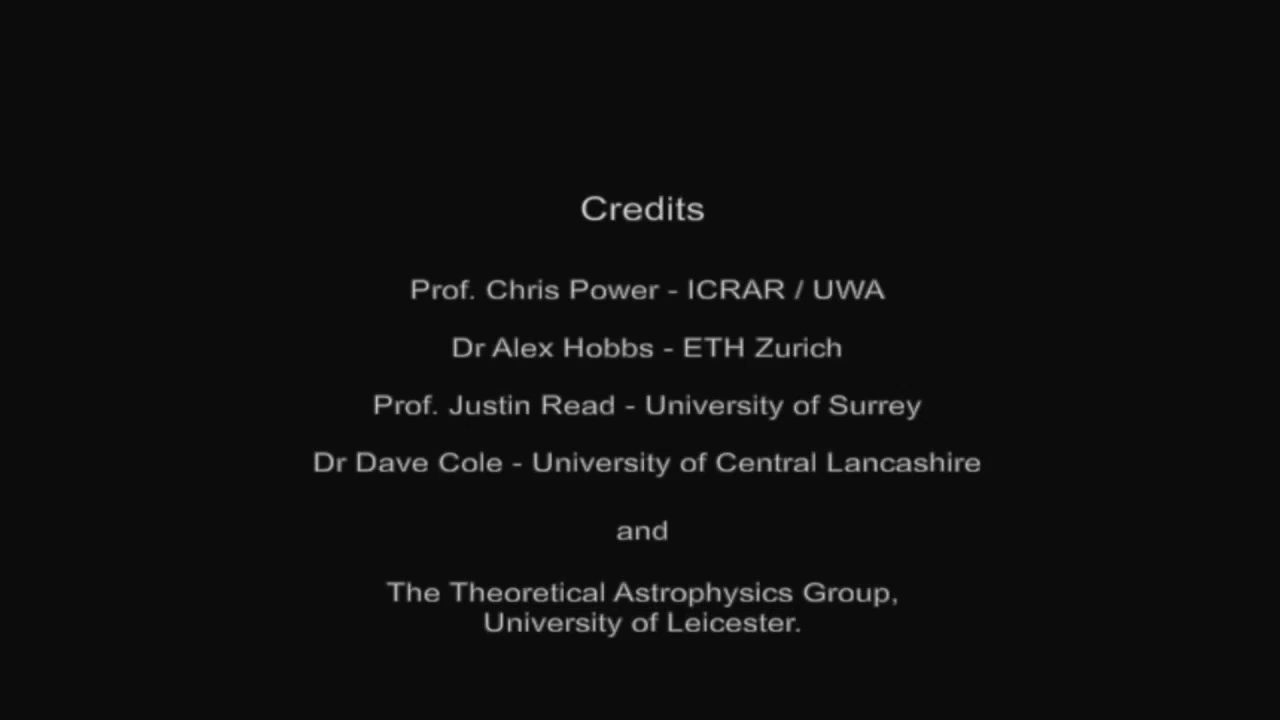 Credits
Prof. Chris Power - ICRAR / UWA
Dr Alex Hobbs - ETH Zurich
Prof. Justin Read - University of Surrey
Dr Dave Cole - University of Central Lancashire
and
The Theoretical Astrophysics Group,
University of Leicester.